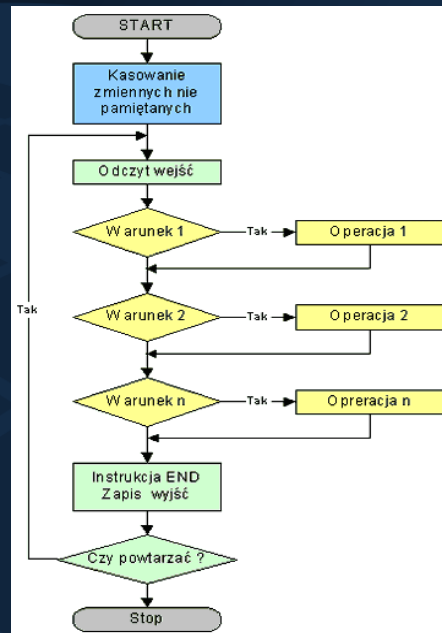 START
Kasowanie
zmiennych nie
pamiętanych
Odczyt wejść
Warunek 1
Tak
Operacja 1
Warunek 2
Tak
Operacja 2
Tak
Warunek n
Tak
Opreracja n
Instrukcja END
Zapis wyjść
Czy powtarzać ?
Stop